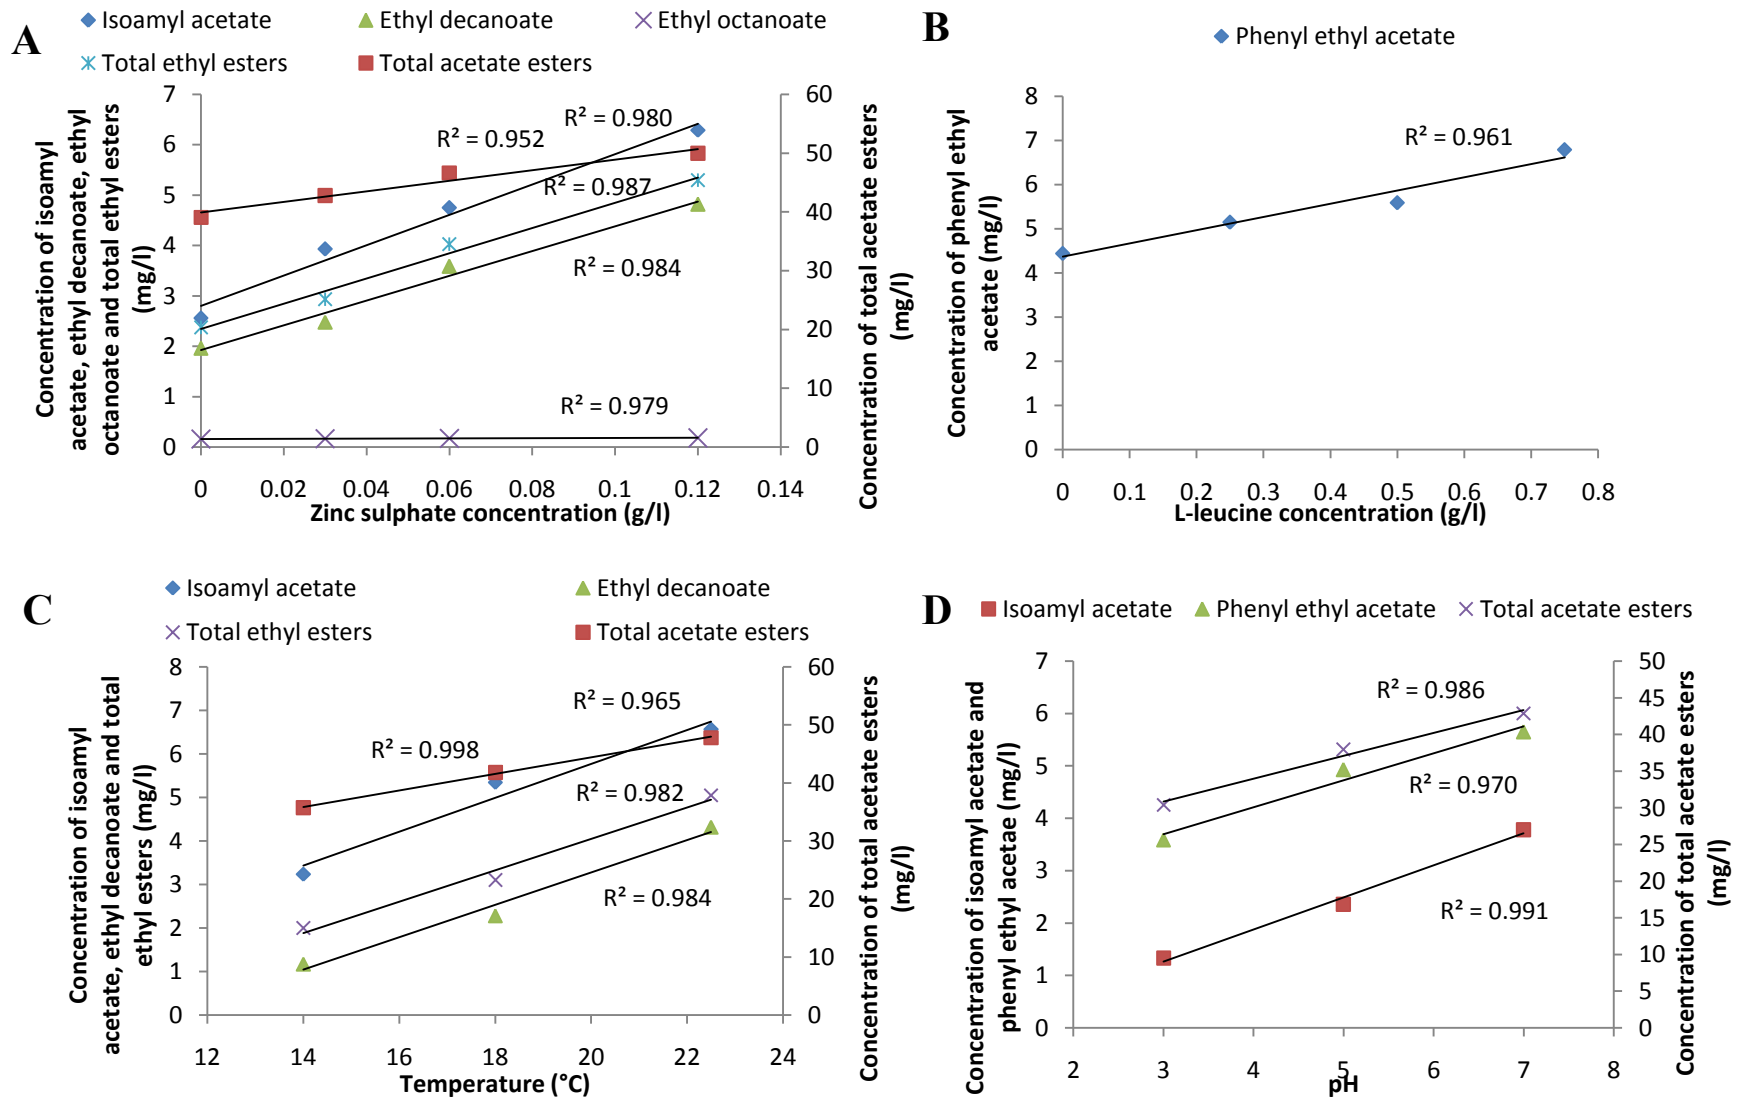 A
Isoamyl acetate
Ethyl decanoate
Ethyl octanoate
Total ethyl esters
Total acetate esters
Concentration of isoamyl
acetate, ethyl decanoate, ethyl
octanoate and total ethyl esters
(mg/l)
7
6
5
4
3
2
1
0
R² = 0.952
R² = 0.980
R² = 0.987
R² = 0.984
R² = 0.979
60
50
40
30
20
10
0
Concentration of total acetate esters
(mg/l)
0 0.02 0.04 0.06 0.08 0.1 0.12 0.14
Zinc sulphate concentration (g/l)
B
Phenyl ethyl acetate
Concentration of phenyl ethyl
acetate (mg/l)
8
7
6
5
4
3
2
1
0
R² = 0.961
0 0.1 0.2 0.3 0.4 0.5 0.6 0.7 0.8
L-leucine concentration (g/l)
C
Isoamyl acetate
Ethyl decanoate
Total ethyl esters
Total acetate esters
Concentration of isoamyl
acetate, ethyl decanoate and total
ethyl esters (mg/l)
8
7
6
5
4
3
2
1
0
R² = 0.965
R² = 0.998
R² = 0.982
R² = 0.984
60
50
40
30
20
10
0
Concentration of total acetate esters
(mg/l)
12 14 16 18 20 22 24
Temperature (°C)
D
Isoamyl acetate
Phenyl ethyl acetate
Total acetate esters
Concentration of isoamyl acetate and
phenyl ethyl acetae (mg/l)
7
6
5
4
3
2
1
0
R² = 0.986
R² = 0.970
R² = 0.991
50
45
40
35
30
25
20
15
10
5
0
Concentration of total acetate esters
(mg/l)
2 3 4 5 6 7 8
pH